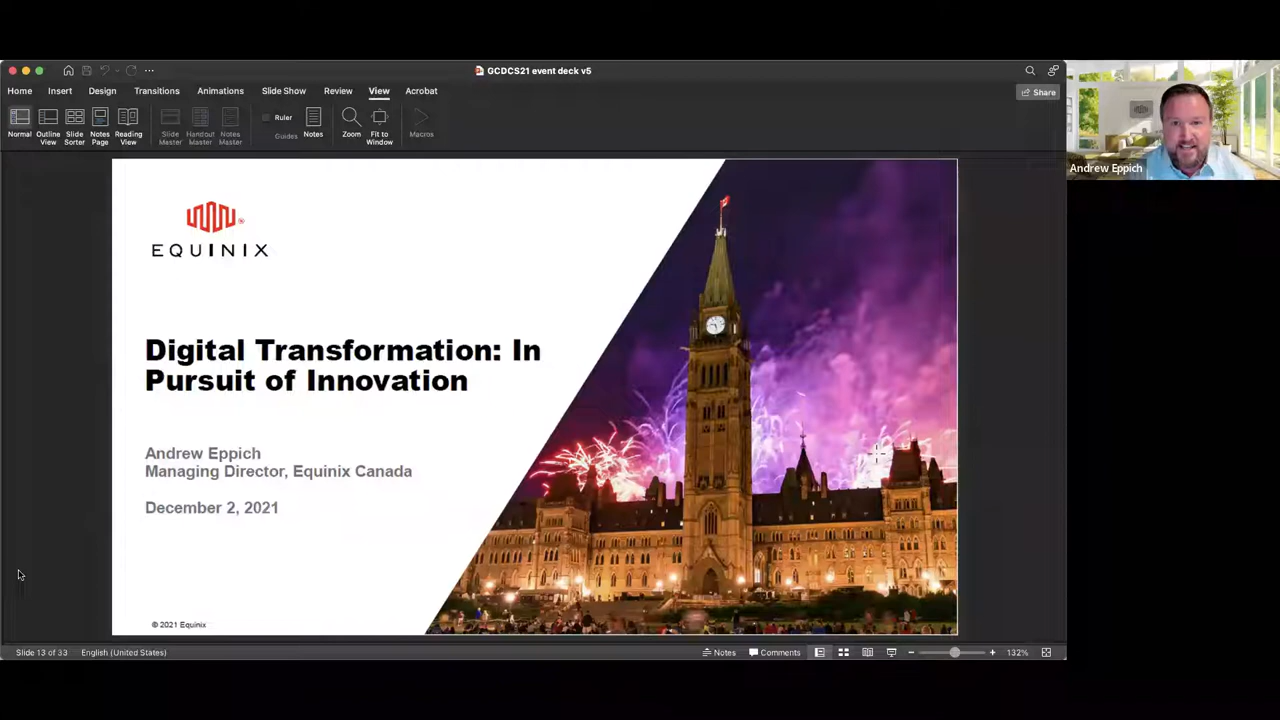 GCDCS21 event deck v5
Home Insert Design Transitions Animations Slide Show Review View Acrobat
Share
Normal Outline View Slide Sorter Notes Page Reading View Slide Master Handout Master Notes Master Ruler Guides Notes Zoom Fit to Window Macros
Andrew Eppich
EQUINIX
Digital Transformation: In
Pursuit of Innovation
Andrew Eppich
Managing Director, Equinix Canada
December 2, 2021
© 2021 Equinix
Slide 13 of 33 English (United States) Notes Comments 132%